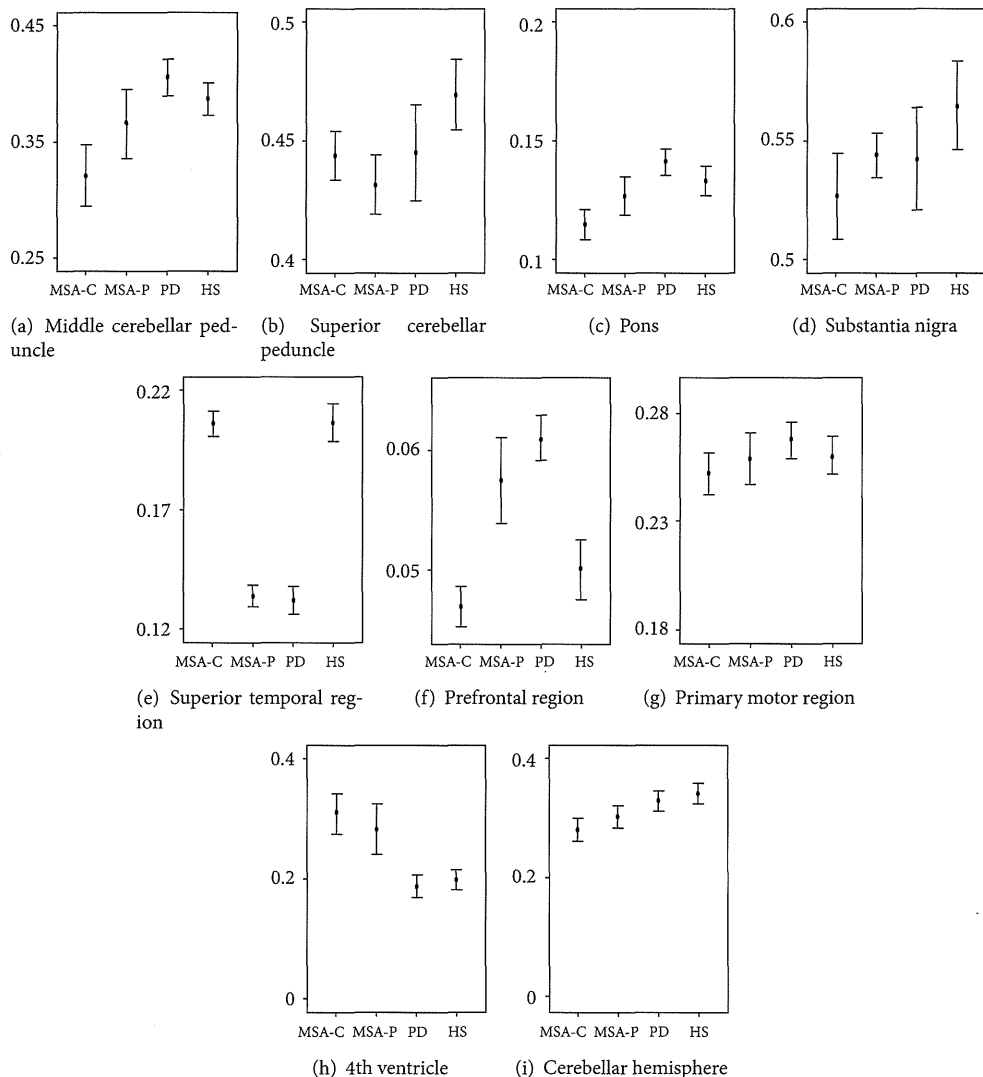 0.45
0.35
0.25
MSA-C MSA-P PD HS
(a) Middle cerebellar ped-
uncle
0.5
0.45
0.4
MSA-C MSA-P PD HS
(b) Superior cerebellar
peduncle
0.2
0.15
0.1
MSA-C MSA-P PD HS
(c) Pons
0.6
0.55
0.5
MSA-C MSA-P PD HS
(d) Substantia nigra
0.22
0.17
0.12
MSA-C MSA-P PD HS
(e) Superior temporal reg-
ion
0.06
0.05
MSA-C MSA-P PD HS
(f) Prefrontal region
0.28
0.23
0.18
MSA-C MSA-P PD HS
(g) Primary motor region
0.4
0.2
0
MSA-C MSA-P PD HS
(h) 4th ventricle
0.4
0.2
0
MSA-C MSA-P PD HS
(i) Cerebellar hemisphere